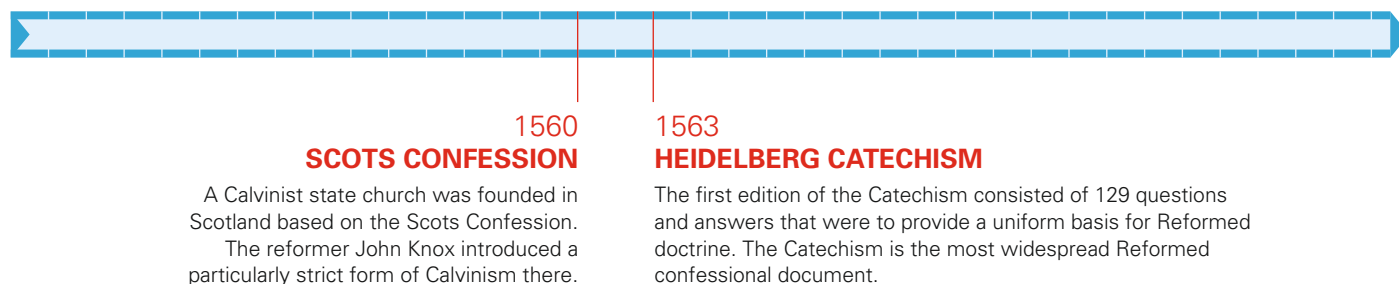 1560
SCOTS CONFESSION
A Calvinist state church was founded in
Scotland based on the Scots Confession.
The reformer John Knox introduced a
particularly strict form of Calvinism there.
1563
HEIDELBERG CATECHISM
The first edition of the Catechism consisted of 129 questions
and answers that were to provide a uniform basis for Reformed
doctrine. The Catechism is the most widespread Reformed
confessional document.